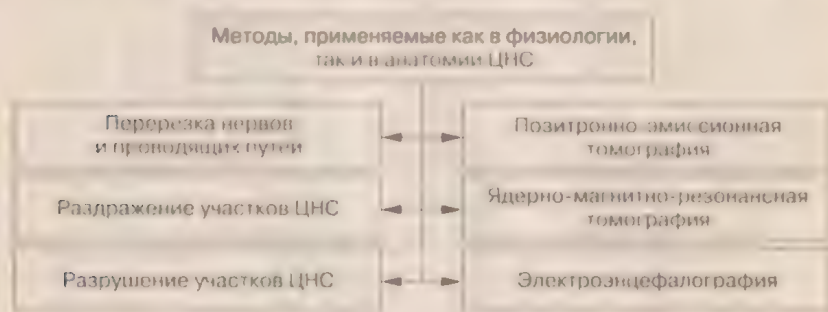 Методы, применяемые как в физиологии,
так и в анатомии ЦНС
Перерезка нервов
и проводящих путей
Позитронно-эмиссионная
томография
Раздражение участков ЦНС
Ядерно-магнитно-резонансная
томография
Разрушение участков ЦНС
Электроэнцефалография